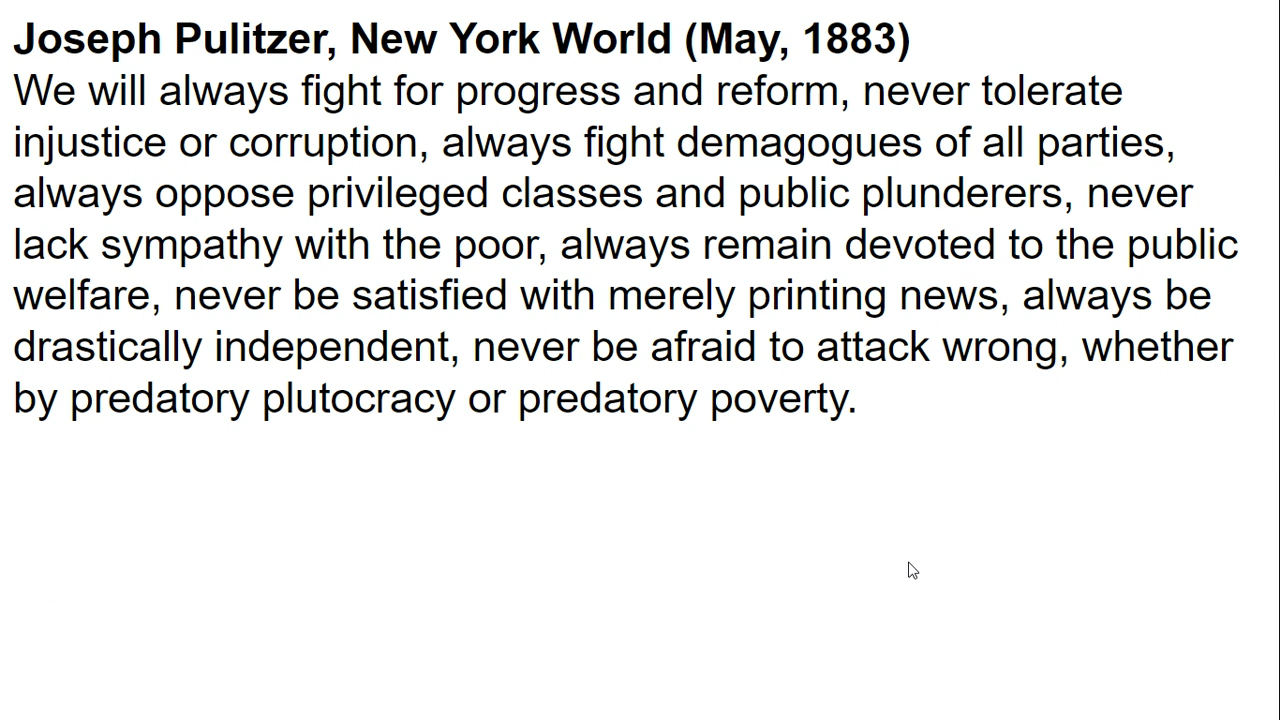 Joseph Pulitzer, New York World (May, 1883)
We will always fight for progress and reform, never tolerate
injustice or corruption, always fight demagogues of all parties,
always oppose privileged classes and public plunderers, never
lack sympathy with the poor, always remain devoted to the public
welfare, never be satisfied with merely printing news, always be
drastically independent, never be afraid to attack wrong, whether
by predatory plutocracy or predatory poverty.